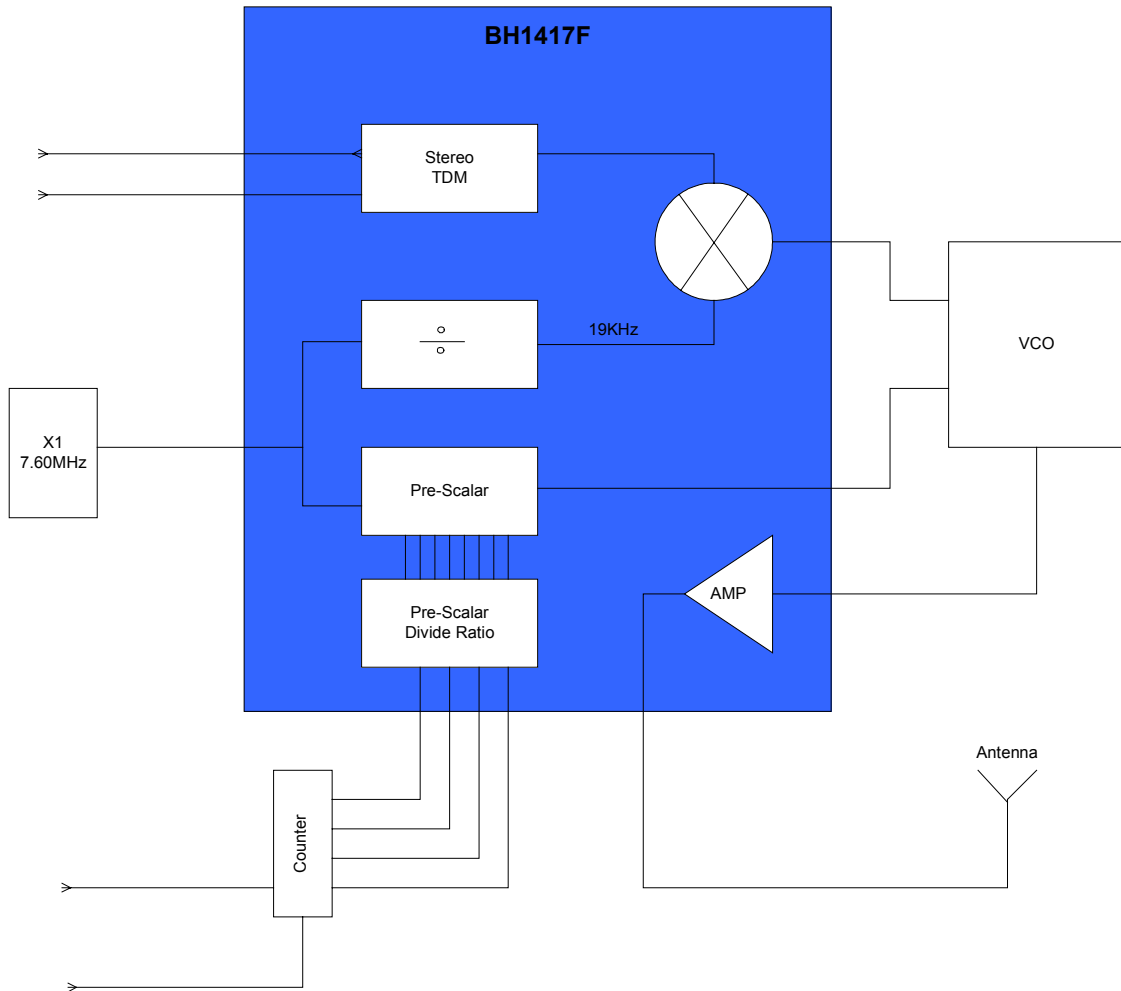 BH1417F
Stereo
TDM
19KHz
VCO
X1
7.60MHz
Pre-Scalar
Pre-Scalar
Divide Ratio
AMP
Antenna
Counter